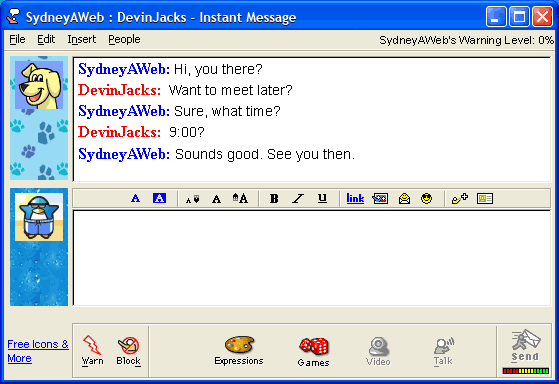 SydneyAWeb : DevinJacks - Instant Message
File Edit Insert People SydneyAWeb's Warning Level: 0%
SydneyAWeb: Hi, you there?
DevinJacks: Want to meet later?
SydneyAWeb: Sure, what time?
DevinJacks: 9:00?
SydneyAWeb: Sounds good. See you then.
A A A A A B I U link
Free Icons &
More
Warn Block Expressions Games Video Talk Send